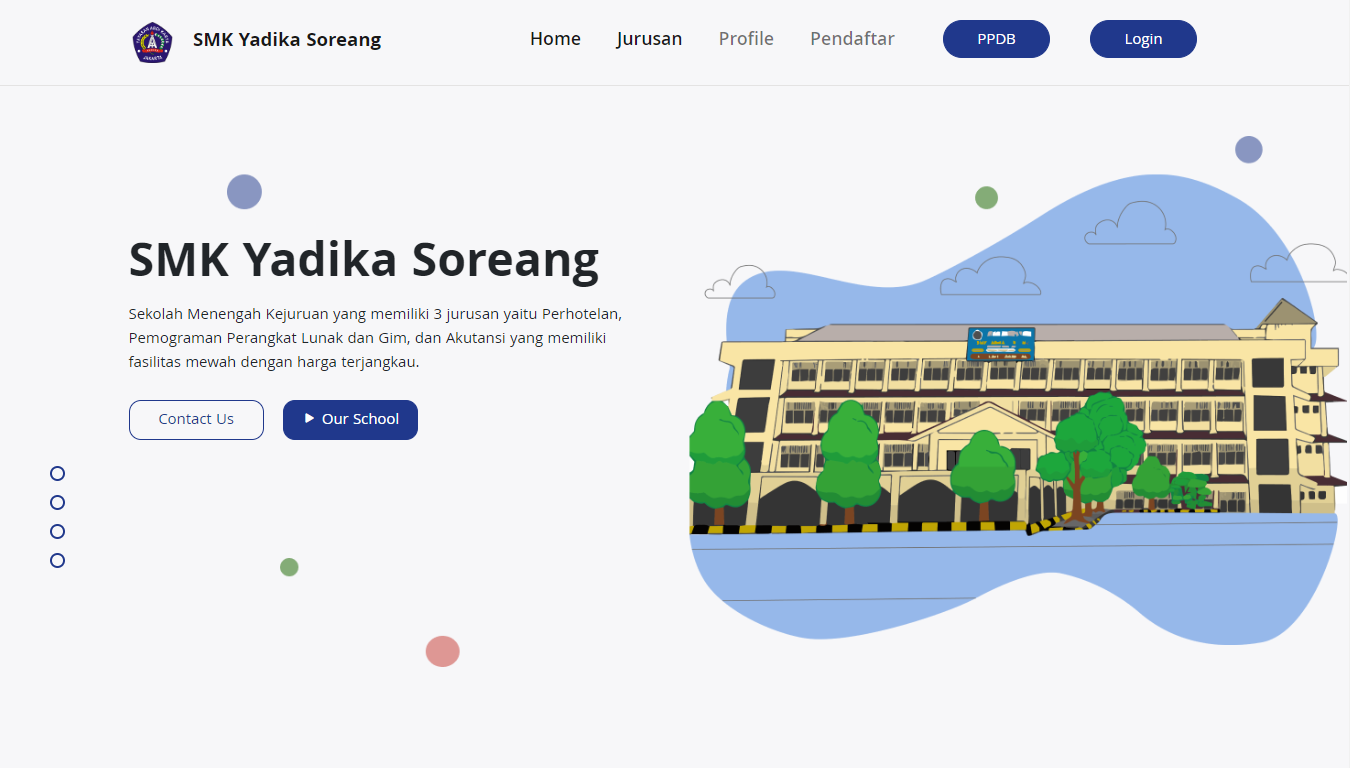 SMK Yadika Soreang
Home
Jurusan
Profile
Pendaftar
PPDB
Login
SMK Yadika Soreang
Sekolah Menengah Kejuruan yang memiliki 3 jurusan yaitu Perhotelan,
Pemograman Perangkat Lunak dan Gim, dan Akutansi yang memiliki
fasilitas mewah dengan harga terjangkau.
Contact Us
Our School